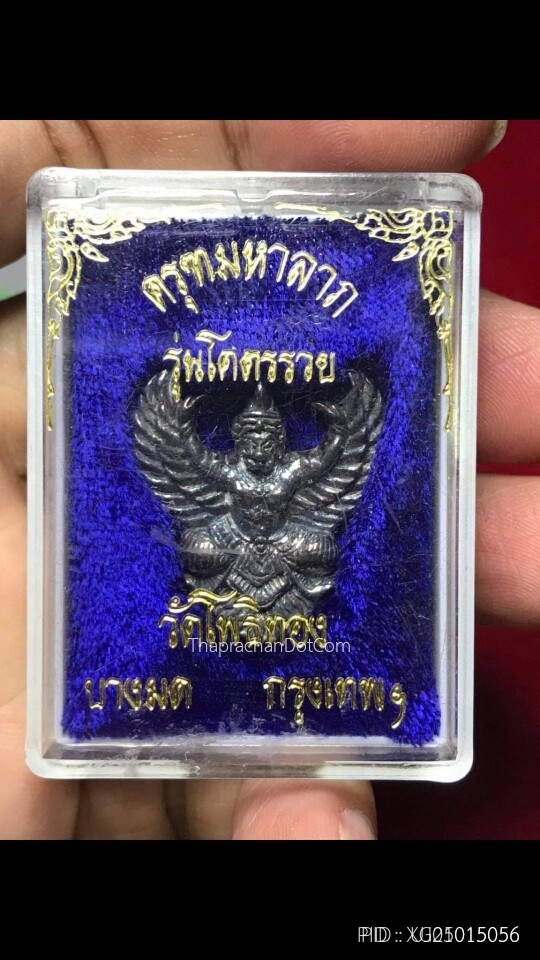 ครุฑมหาลาภ
รุ่นโคตรรวย
วัดโพธิทอง
ThaprachanDotCom
บางมด กรุงเทพฯ
PID : XG05015056